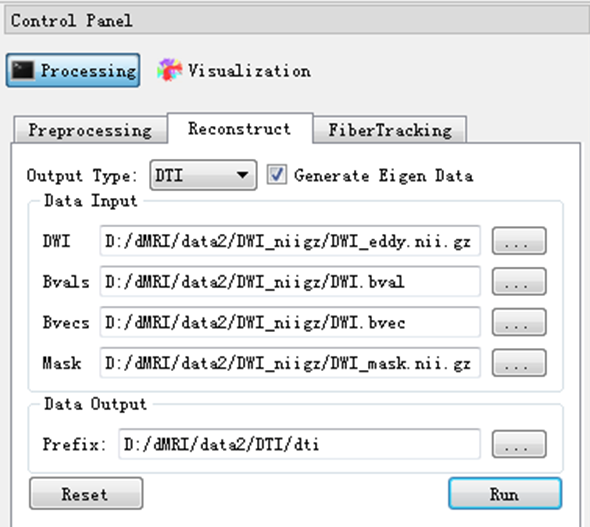 Control Panel
Processing Visualization
Preprocessing Reconstruct FiberTracking
Output Type: DTI Generate Eigen Data
Data Input
DWI D:/dMRI/data2/DWI_niigz/DWI_eddy.nii.gz ...
Bvals D:/dMRI/data2/DWI_niigz/DWI.bval ...
Bvecs D:/dMRI/data2/DWI_niigz/DWI.bvec ...
Mask D:/dMRI/data2/DWI_niigz/DWI_mask.nii.gz ...
Data Output
Prefix: D:/dMRI/data2/DTI/dti ...
Reset Run